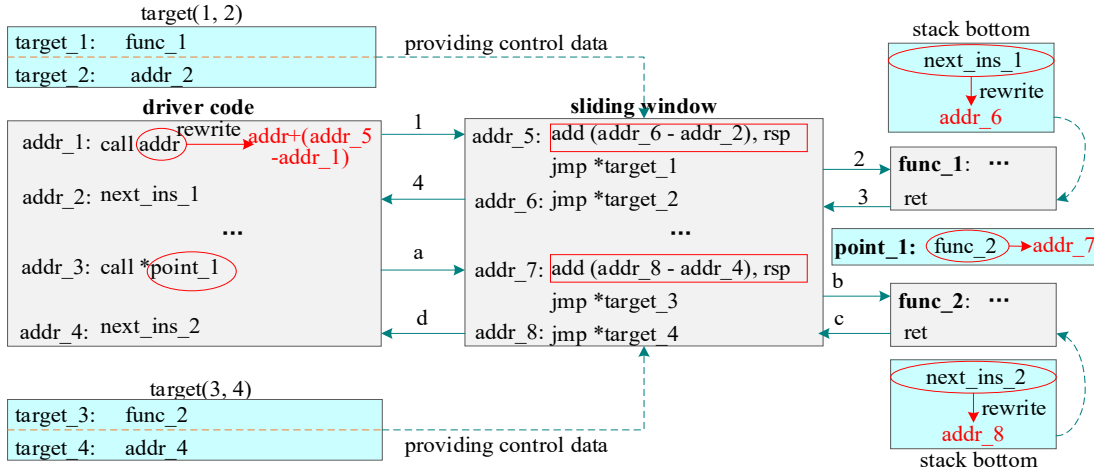 target(1, 2)
target_1: func_1
target_2: addr_2
providing control data
stack bottom
next_ins_1
rewrite
addr_6
driver code
addr_1: call addr
rewrite
addr+(addr_5
-addr_1)
addr_2: next_ins_1
...
addr_3: call *point_1
addr_4: next_ins_2
1
4
a
d
sliding window
addr_5: add (addr_6 - addr_2), rsp
jmp *target_1
addr_6: jmp *target_2
...
addr_7: add (addr_8 - addr_4), rsp
jmp *target_3
addr_8: jmp *target_4
2
3
b
c
func_1: ...
ret
point_1: func_2 addr_7
func_2: ...
ret
next_ins_2
rewrite
addr_8
stack bottom
target(3, 4)
target_3: func_2
target_4: addr_4
providing control data